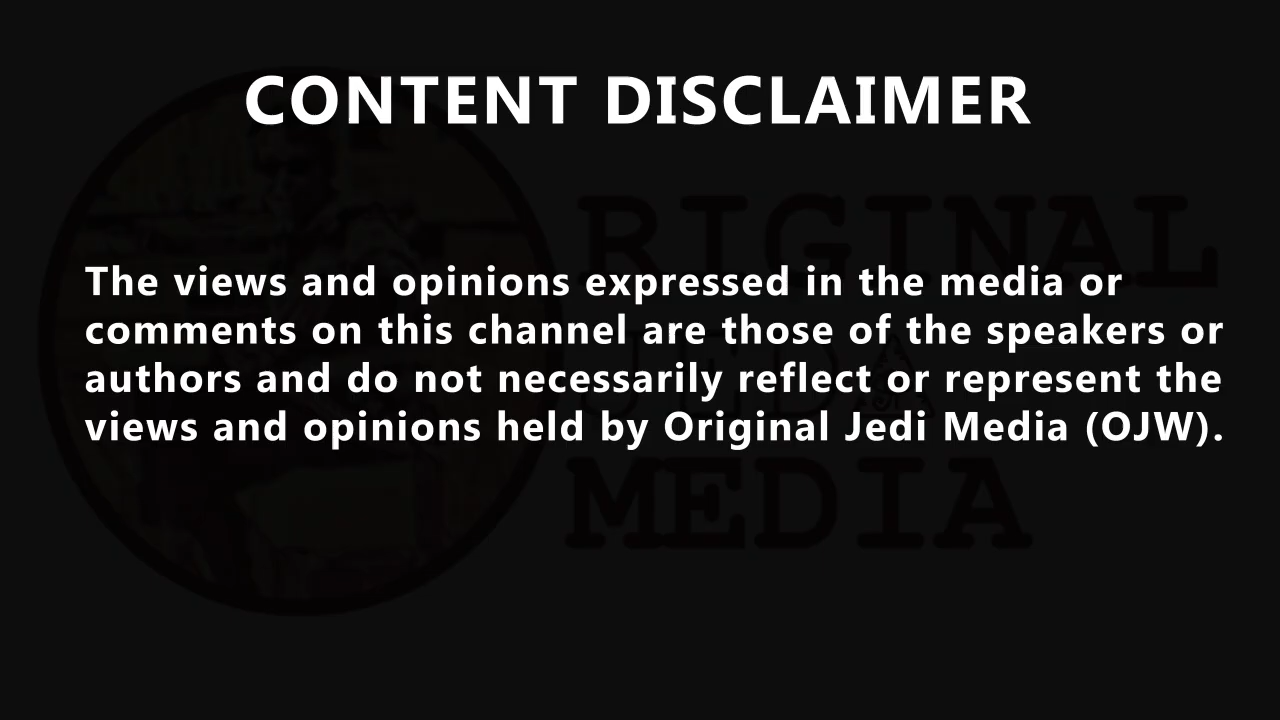 CONTENT DISCLAIMER
The views and opinions expressed in the media or
comments on this channel are those of the speakers or
authors and do not necessarily reflect or represent the
views and opinions held by Original Jedi Media (OJW).
RIGINAL
MEDIA